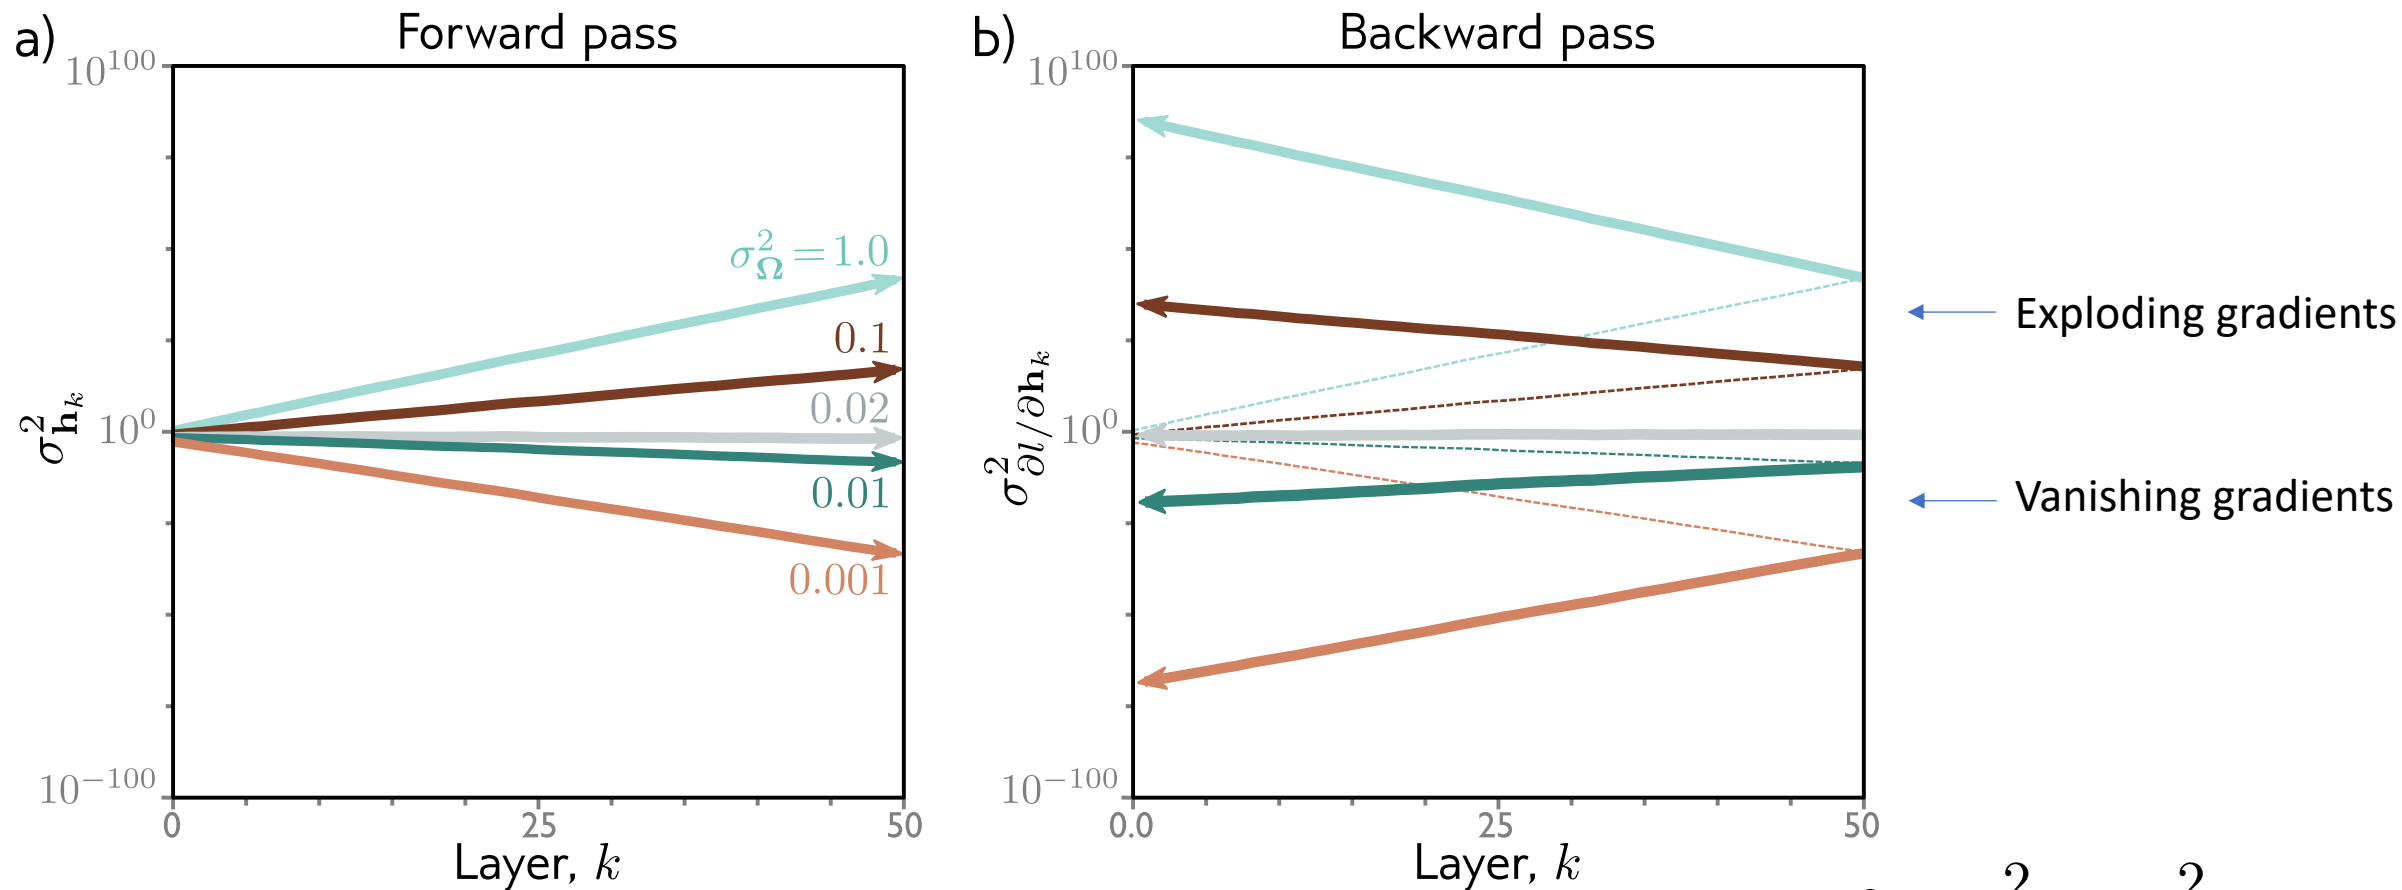 a)
Forward pass
10^100
10^0
10^−100
σ²_h_k
σ²_Ω = 1.0
0.1
0.02
0.01
0.001
0
25
50
Layer, k
b)
Backward pass
10^100
10^0
10^−100
σ²_∂l/∂h_k
0.0
25
50
Layer, k
Exploding gradients
Vanishing gradients
2
2